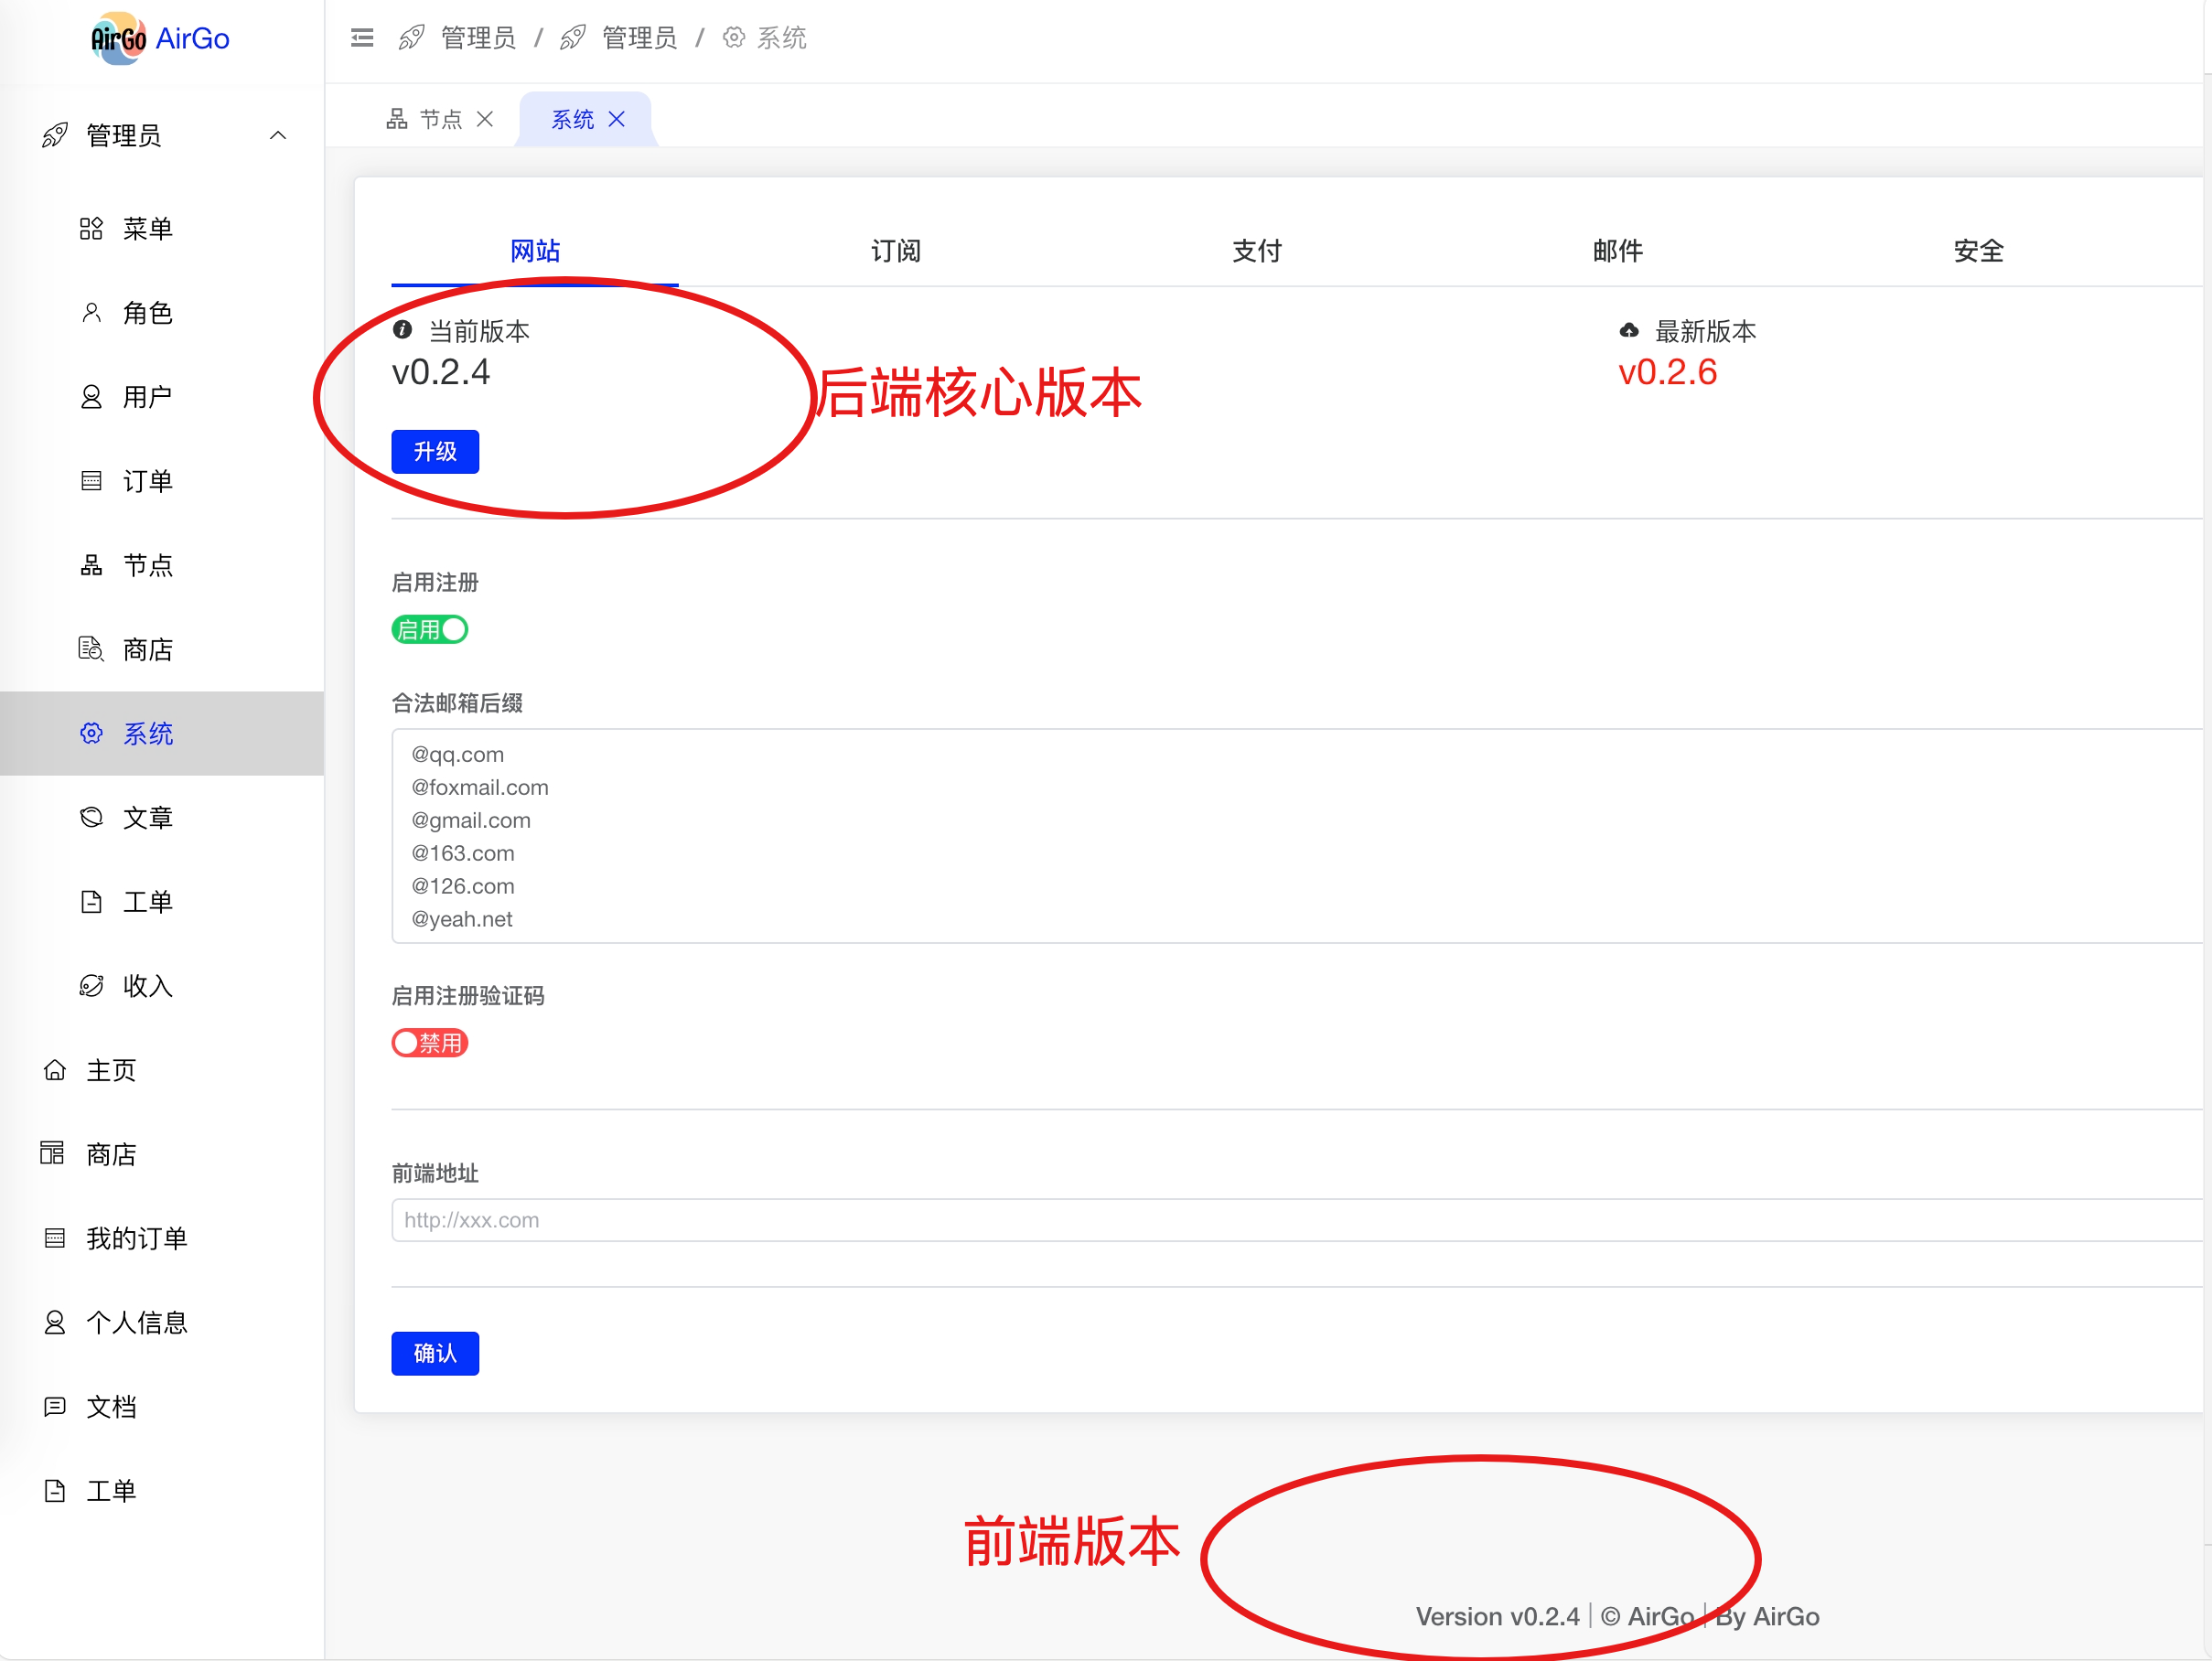 AirGo AirGo
管理员 / 管理员 / 系统
节点 系统
管理员
菜单
角色
用户
订单
节点
商店
系统
文章
工单
收入
主页
商店
我的订单
个人信息
文档
工单
网站 订阅 支付 邮件 安全
当前版本
v0.2.4
升级
后端核心版本
最新版本
v0.2.6
启用注册
启用
合法邮箱后缀
@qq.com
@foxmail.com
@gmail.com
@163.com
@126.com
@yeah.net
启用注册验证码
禁用
前端地址
http://xxx.com
确认
前端版本
Version v0.2.4 | © AirGo | By AirGo